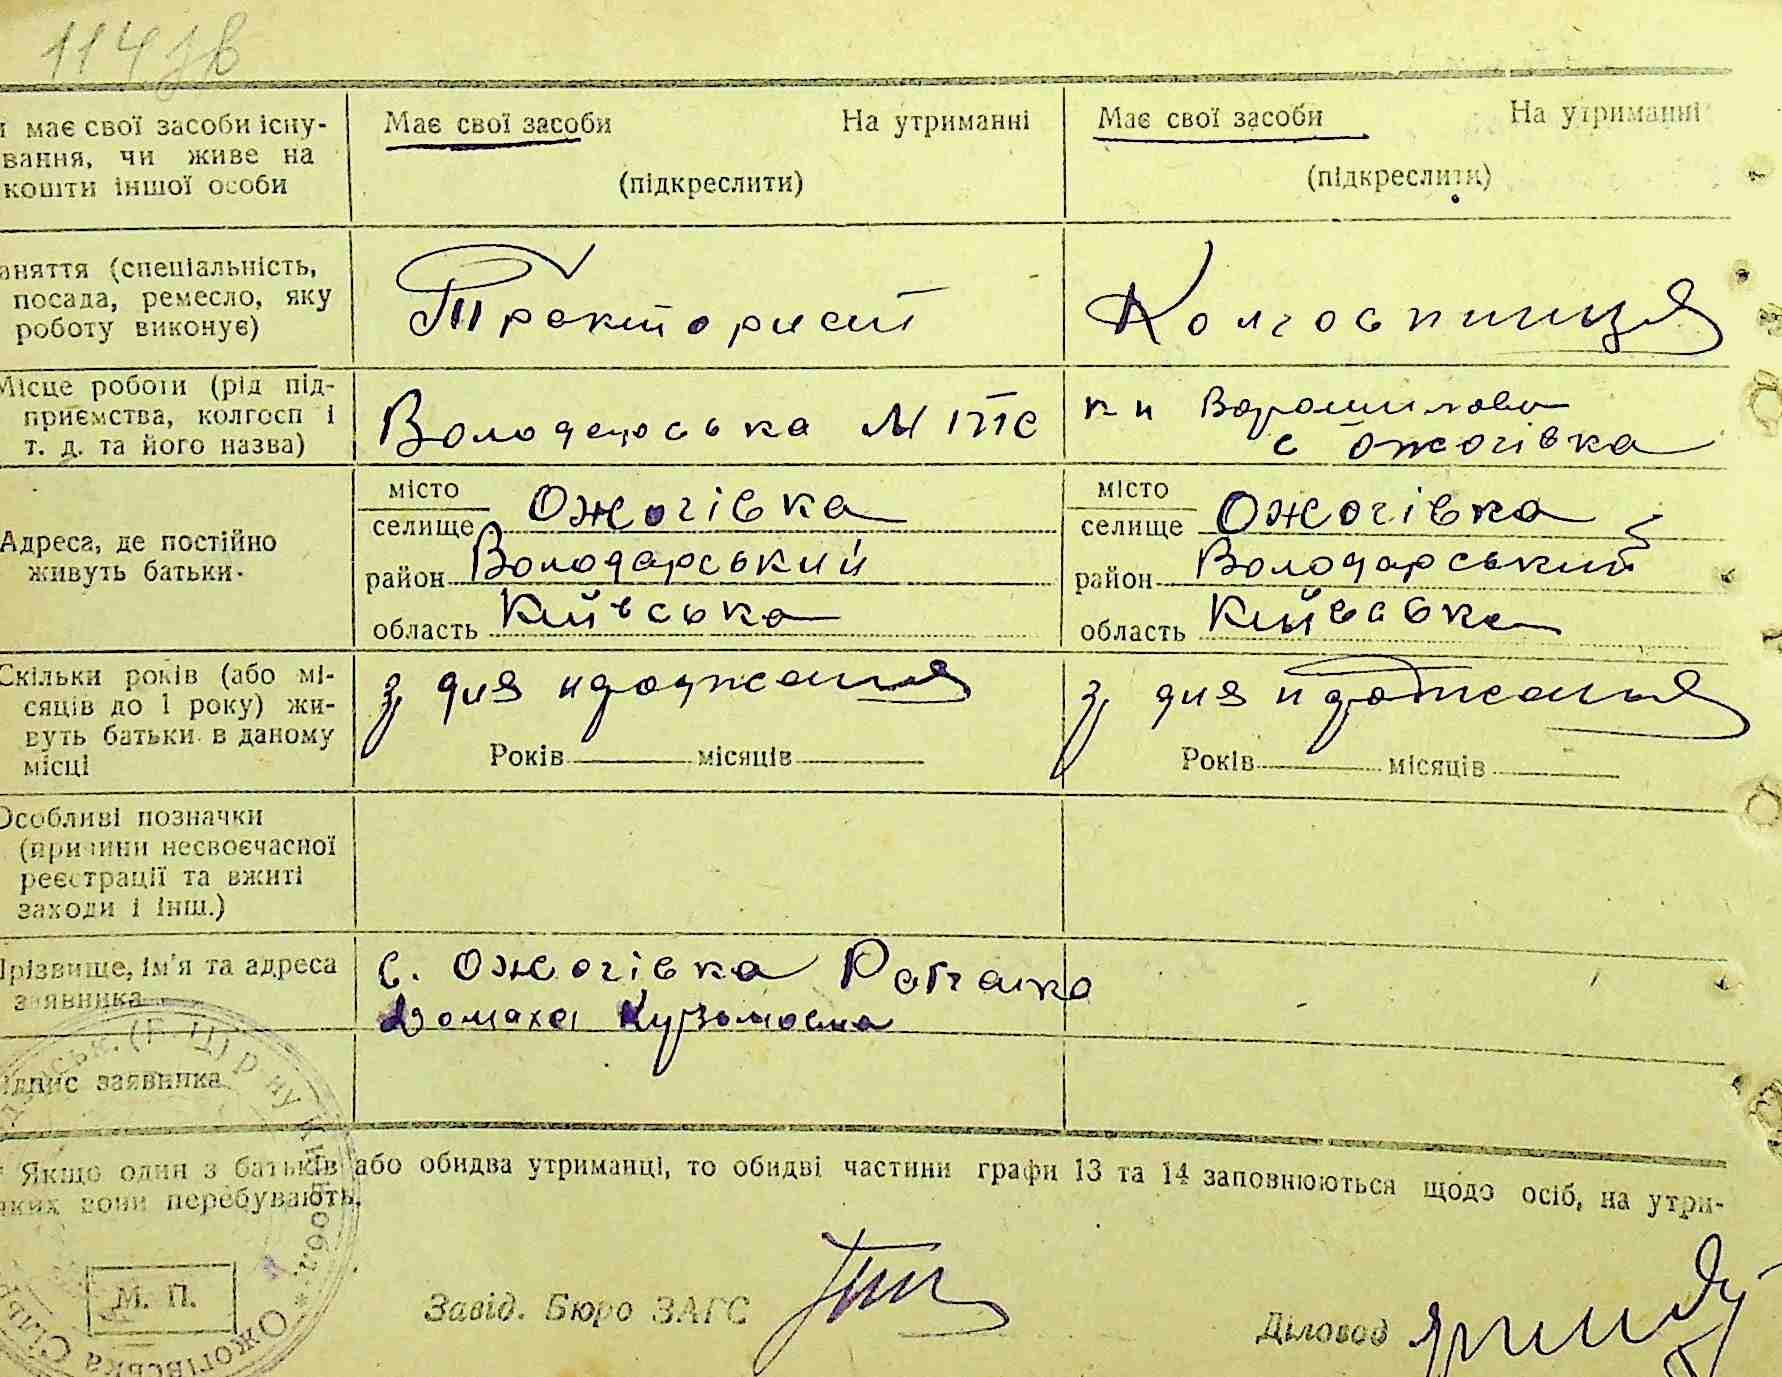 114 зв
має свої засоби існу- Має свої засоби На утриманні Має свої засоби На утриманні
вання, чи живе на
кошти іншої особи (підкреслити) (підкреслити)
аняття (спеціальність,
посада, ремесло, яку Тракторист Колгоспниця
роботу виконує)
Місце роботи (рід під-
приємства, колгосп і Володарська МТС к и Ворошилова
т. д. та його назва) с Ожогівка
місто місто
селище Ожогівка селище Ожогівка
Адреса, де постійно
живуть батьки. район Володарський район Володарський
область Київська область Київська
Скільки років (або мі-
сяців до 1 року) жи- з дня народження з дня народження
вуть батьки в даному
місці Років місяців Років місяців
Особливі позначки
(причини несвоєчасної
реєстрації та вжиті
заходи і інш.)
Прізвище, ім'я та адреса с. Ожогівка
заявника Домаха Кузьмовна
ідпис заявника
Якщо один з батьків або обидва утриманці, то обидві частини графи 13 та 14 заповнюються щодо осіб, на утри-
яких вони перебувають.
М. П.
Завід. Бюро ЗАГС
Діловод
Ожогівська Сіль